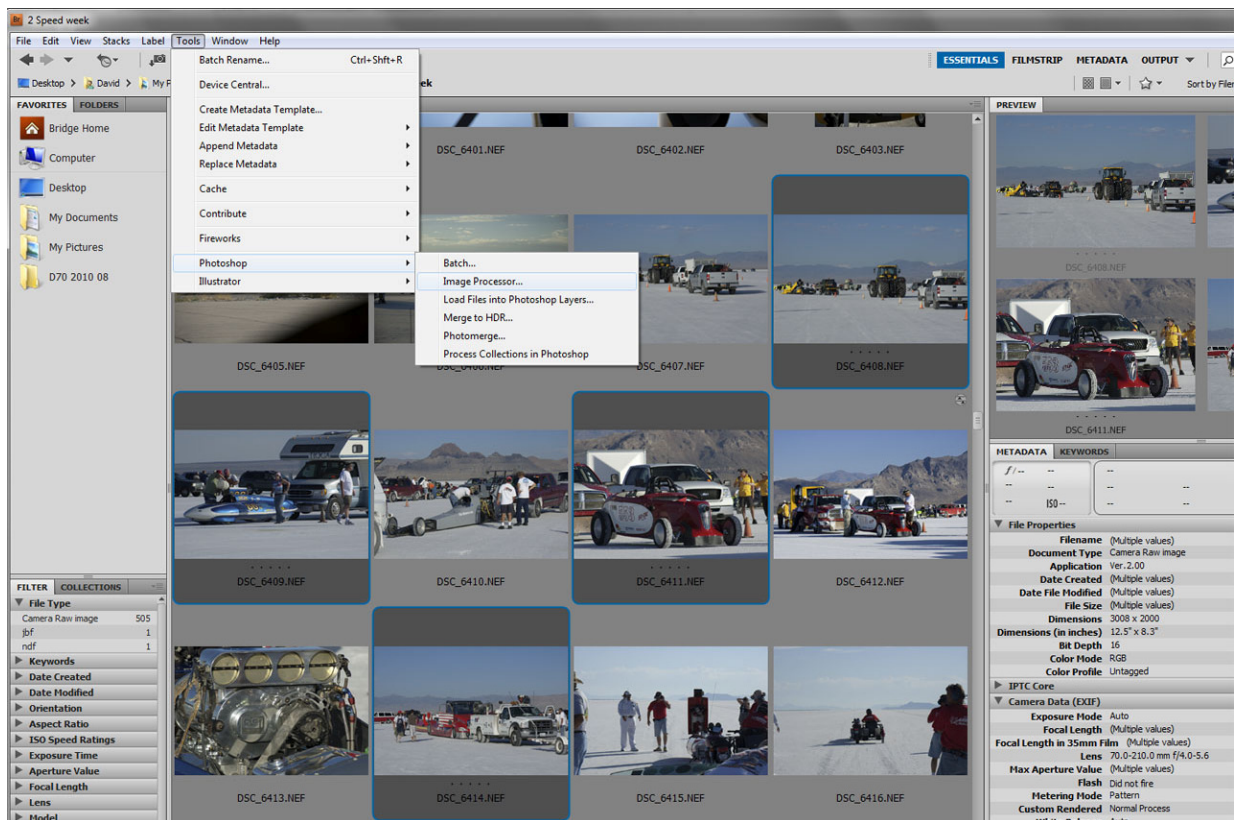 2 Speed week
File Edit View Stacks Label Tools Window Help
Desktop > David > My
ek
ESSENTIALS FILMSTRIP METADATA OUTPUT
Sort by
FAVORITES FOLDERS
Bridge Home
Computer
Desktop
My Documents
My Pictures
D70 2010 08
Batch Rename... Ctrl+Shft+R
Device Central...
Create Metadata Template...
Edit Metadata Template
Append Metadata
Replace Metadata
Cache
Contribute
Fireworks
Photoshop
Illustrator
Batch...
Image Processor...
Load Files into Photoshop Layers...
Merge to HDR...
Photomerge...
Process Collections in Photoshop
DSC_6401.NEF DSC_6402.NEF DSC_6403.NEF
DSC_6405.NEF DSC_6406.NEF DSC_6407.NEF DSC_6408.NEF
DSC_6409.NEF DSC_6410.NEF DSC_6411.NEF DSC_6412.NEF
DSC_6413.NEF DSC_6414.NEF DSC_6415.NEF DSC_6416.NEF
FILTER COLLECTIONS
File Type
Camera Raw image 505
jbf 1
ndf 1
Keywords
Date Created
Date Modified
Orientation
Aspect Ratio
ISO Speed Ratings
Exposure Time
Aperture Value
Focal Length
Lens
Model
PREVIEW
DSC_6408.NEF
DSC_6411.NEF
METADATA KEYWORDS
f/-- -- --
-- -- -- --
-- ISO-- -- --
File Properties
Filename (Multiple values)
Document Type Camera Raw image
Application Ver.2.00
Date Created (Multiple values)
Date File Modified (Multiple values)
File Size (Multiple values)
Dimensions 3008 x 2000
Dimensions (in inches) 12.5" x 8.3"
Bit Depth 16
Color Mode RGB
Color Profile Untagged
IPTC Core
Camera Data (EXIF)
Exposure Mode Auto
Focal Length (Multiple values)
Focal Length in 35mm Film (Multiple values)
Lens 70.0-210.0 mm f/4.0-5.6
Max Aperture Value (Multiple values)
Flash Did not fire
Metering Mode Pattern
Custom Rendered Normal Process